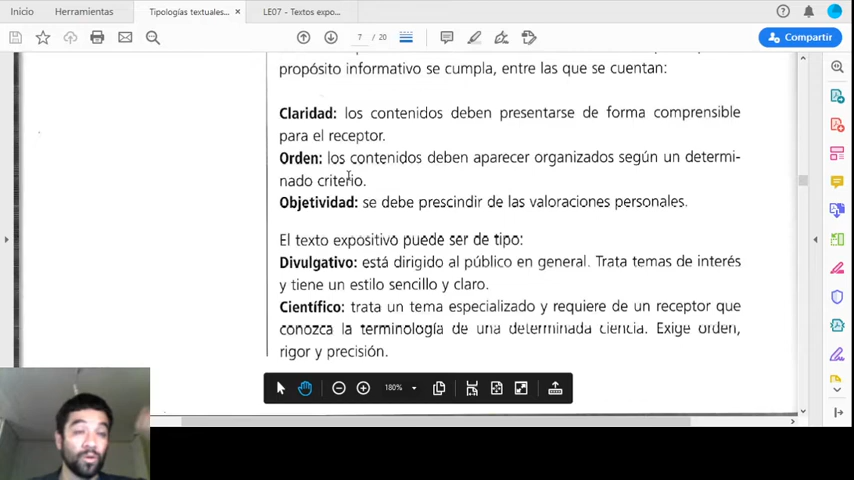 Inicio
Herramientas
Tipologías textuales...
×
LE07 - Textos expo...
7
/ 20
Compartir
propósito informativo se cumpla, entre las que se cuentan:
Claridad: los contenidos deben presentarse de forma comprensible
para el receptor.
Orden: los contenidos deben aparecer organizados según un determi-
nado criterio.
Objetividad: se debe prescindir de las valoraciones personales.
El texto expositivo puede ser de tipo:
Divulgativo: está dirigido al público en general. Trata temas de interés
y tiene un estilo sencillo y claro.
Científico: trata un tema especializado y requiere de un receptor que
conozca la terminología de una determinada ciencia. Exige orden,
rigor y precisión.
180%